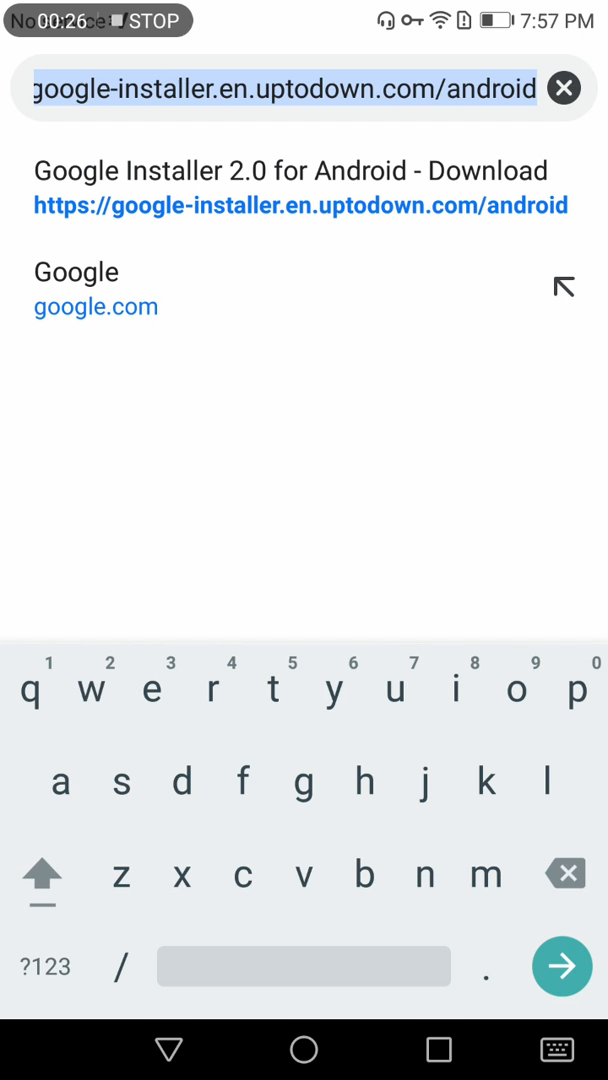 00:26 STOP 7:57 PM
google-installer.en.uptodown.com/android
Google Installer 2.0 for Android - Download
https://google-installer.en.uptodown.com/android
Google
google.com
1 2 3 4 5 6 7 8 9 0
q w e r t y u i o p
a s d f g h j k l
z x c v b n m
?123 / .